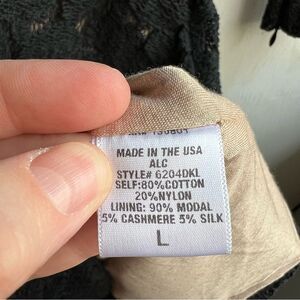 MADE IN THE USA
ALC
STYLE# 6204DKL
SELF:80%COTTON
20%NYLON
LINING: 90% MODAL
5% CASHMERE 5% SILK
L